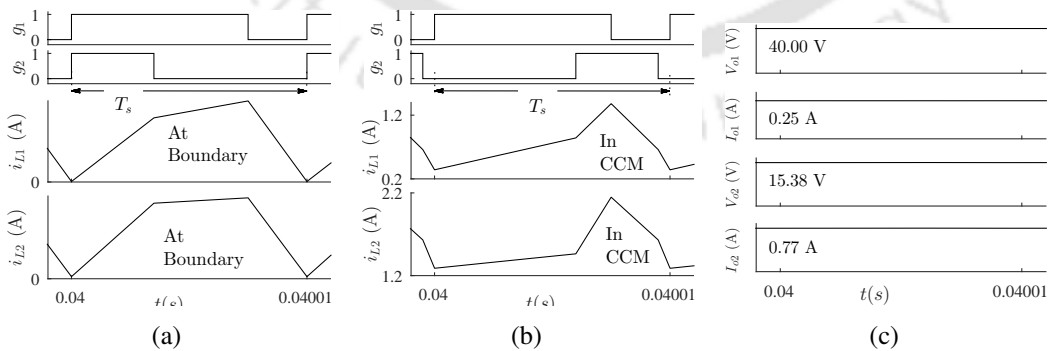 g1
1
0
g2
1
0
Ts
iL1 (A)
0
At
Boundary
iL2 (A)
0
At
Boundary
0.04
t(s)
0.04001
(a)
g1
1
0
g2
1
0
Ts
iL1 (A)
1.2
0.2
In
CCM
iL2 (A)
2.2
1.2
In
CCM
0.04
t(s)
0.04001
(b)
Vo1 (V)
40.00 V
Io1 (A)
0.25 A
Vo2 (V)
15.38 V
Io2 (A)
0.77 A
0.04
t(s)
0.04001
(c)